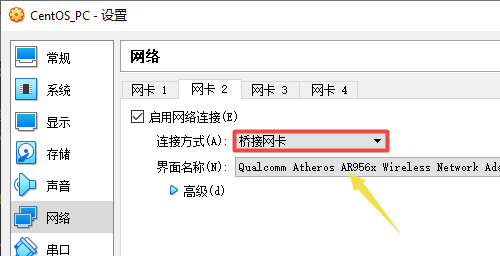 CentOS_PC - 设置
常规
系统
显示
存储
声音
网络
串口
网络
网卡 1 网卡 2 网卡 3 网卡 4
启用网络连接(E)
连接方式(A): 桥接网卡
界面名称(N): Qualcomm Atheros AR956x Wireless Network Ada
高级(d)